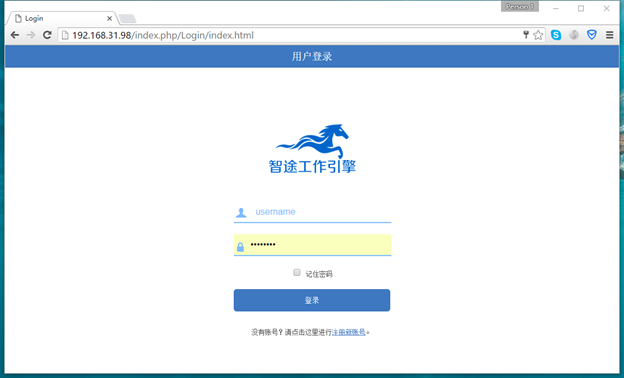 Person 1
Login
192.168.31.98/index.php/Login/index.html
用户登录
智途工作引擎
username
••••••••
记住密码
登录
没有账号？请点击这里进行注册新账号。